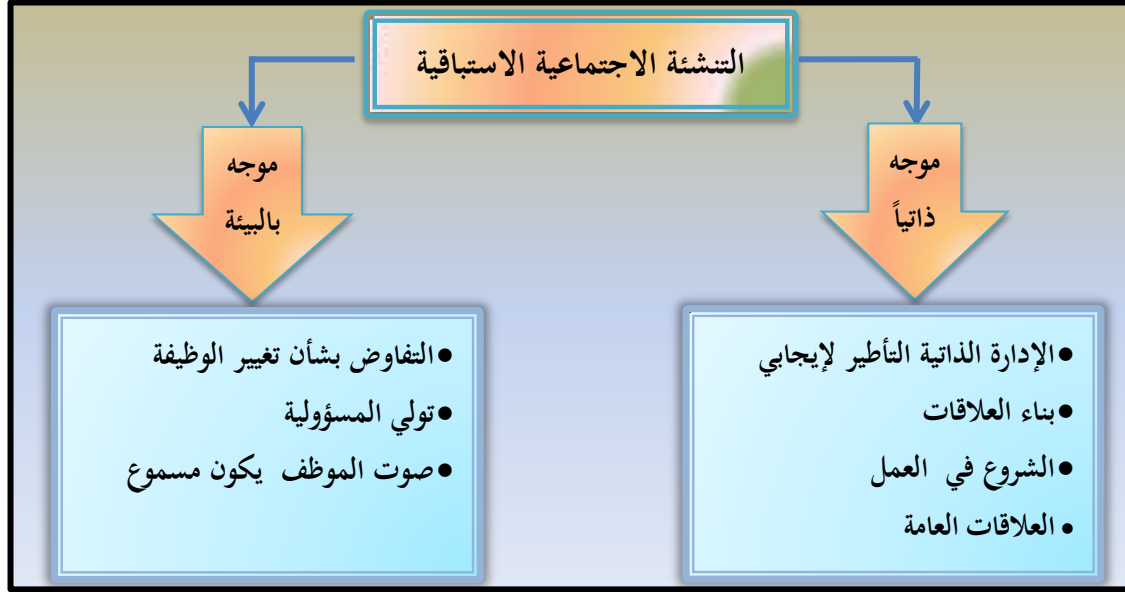 التنشئة الاجتماعية الاستباقية
موجه
ذاتياً
موجه
بالبيئة
●الإدارة الذاتية التأطير لإيجابي
●بناء العلاقات
●الشروع في العمل
● العلاقات العامة
●التفاوض بشأن تغيير الوظيفة
●تولي المسؤولية
●صوت الموظف يكون مسموع